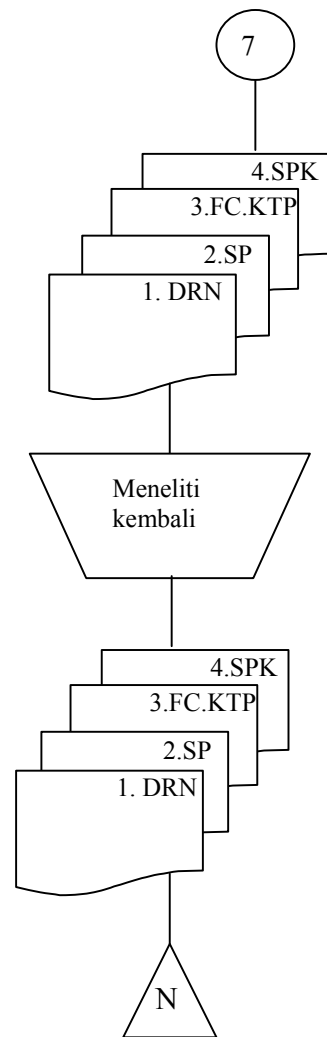 7
4.SPK
3.FC.KTP
2.SP
1. DRN
Meneliti
kembali
4.SPK
3.FC.KTP
2.SP
1. DRN
N